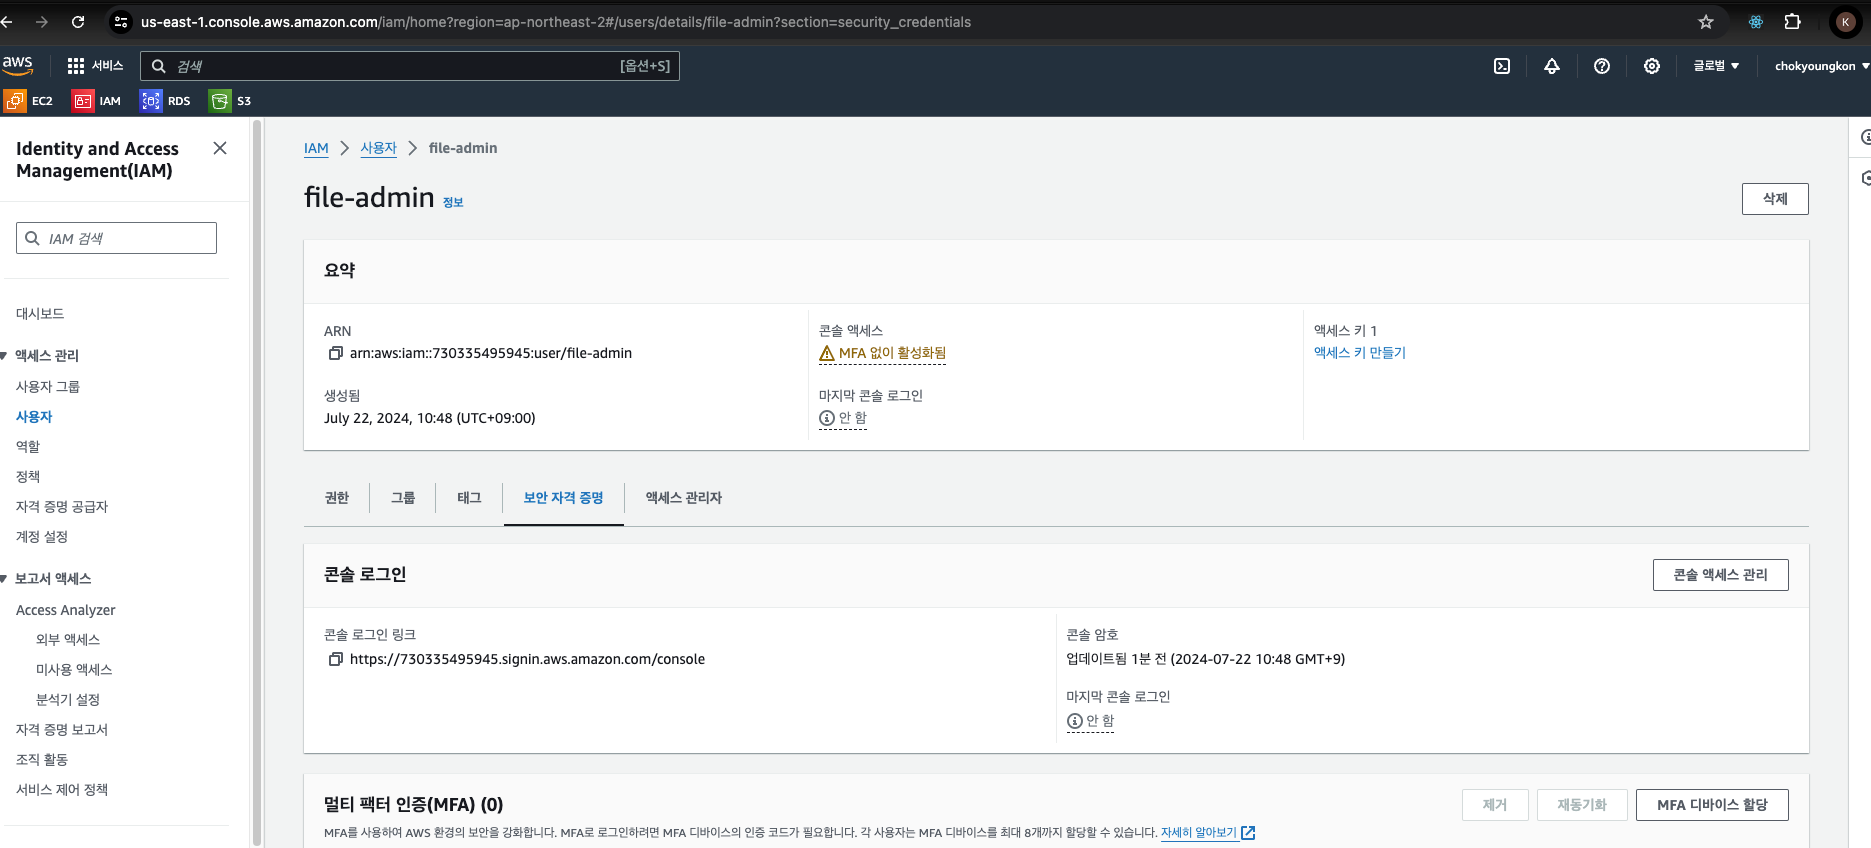 us-east-1.console.aws.amazon.com/iam/home?region=ap-northeast-2#/users/details/file-admin?section=security_credentials
K
aws
서비스
검색
[옵션+S]
글로벌
chokyoungkon
EC2
IAM
RDS
S3
Identity and Access
Management(IAM)
IAM 검색
대시보드
액세스 관리
사용자 그룹
사용자
역할
정책
자격 증명 공급자
계정 설정
보고서 액세스
Access Analyzer
외부 액세스
미사용 액세스
분석기 설정
자격 증명 보고서
조직 활동
서비스 제어 정책
IAM
사용자
file-admin
file-admin 정보
삭제
요약
ARN
arn:aws:iam::730335495945:user/file-admin
생성됨
July 22, 2024, 10:48 (UTC+09:00)
콘솔 액세스
MFA 없이 활성화됨
마지막 콘솔 로그인
안 함
액세스 키 1
액세스 키 만들기
권한
그룹
태그
보안 자격 증명
액세스 관리자
콘솔 로그인
콘솔 액세스 관리
콘솔 로그인 링크
https://730335495945.signin.aws.amazon.com/console
콘솔 암호
업데이트됨 1분 전 (2024-07-22 10:48 GMT+9)
마지막 콘솔 로그인
안 함
멀티 팩터 인증(MFA) (0)
제거
재동기화
MFA 디바이스 할당
MFA를 사용하여 AWS 환경의 보안을 강화합니다. MFA로 로그인하려면 MFA 디바이스의 인증 코드가 필요합니다. 각 사용자는 MFA 디바이스를 최대 8개까지 할당할 수 있습니다. 자세히 알아보기